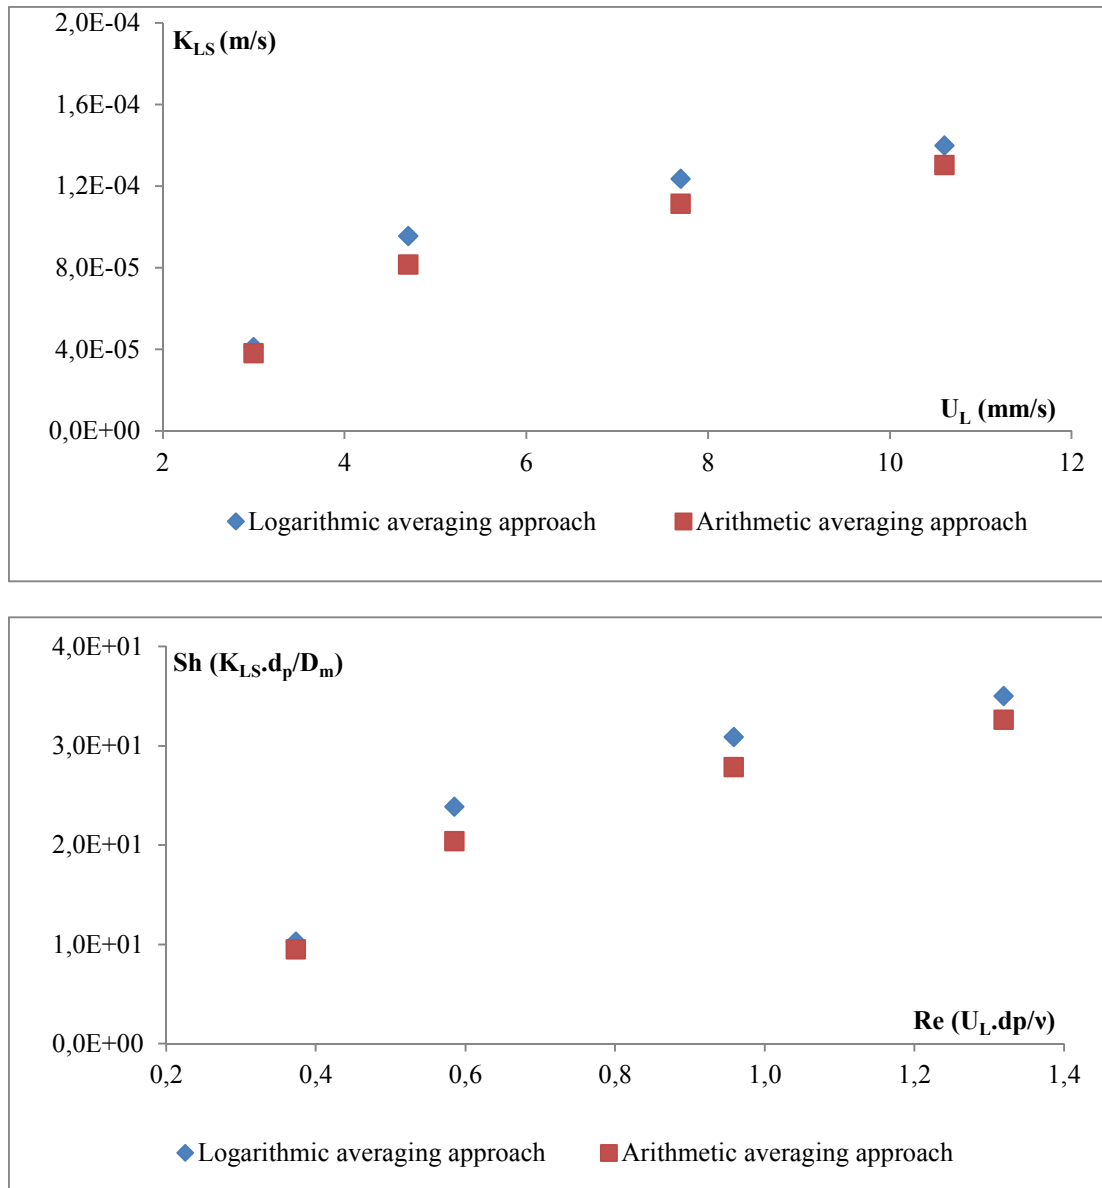 2,0E-04
K_LS (m/s)
1,6E-04
1,2E-04
8,0E-05
4,0E-05
U_L (mm/s)
0,0E+00
2 4 6 8 10 12
Logarithmic averaging approach Arithmetic averaging approach
4,0E+01
Sh (K_LS.d_p/D_m)
3,0E+01
2,0E+01
1,0E+01
Re (U_L.dp/ν)
0,0E+00
0,2 0,4 0,6 0,8 1,0 1,2 1,4
Logarithmic averaging approach Arithmetic averaging approach